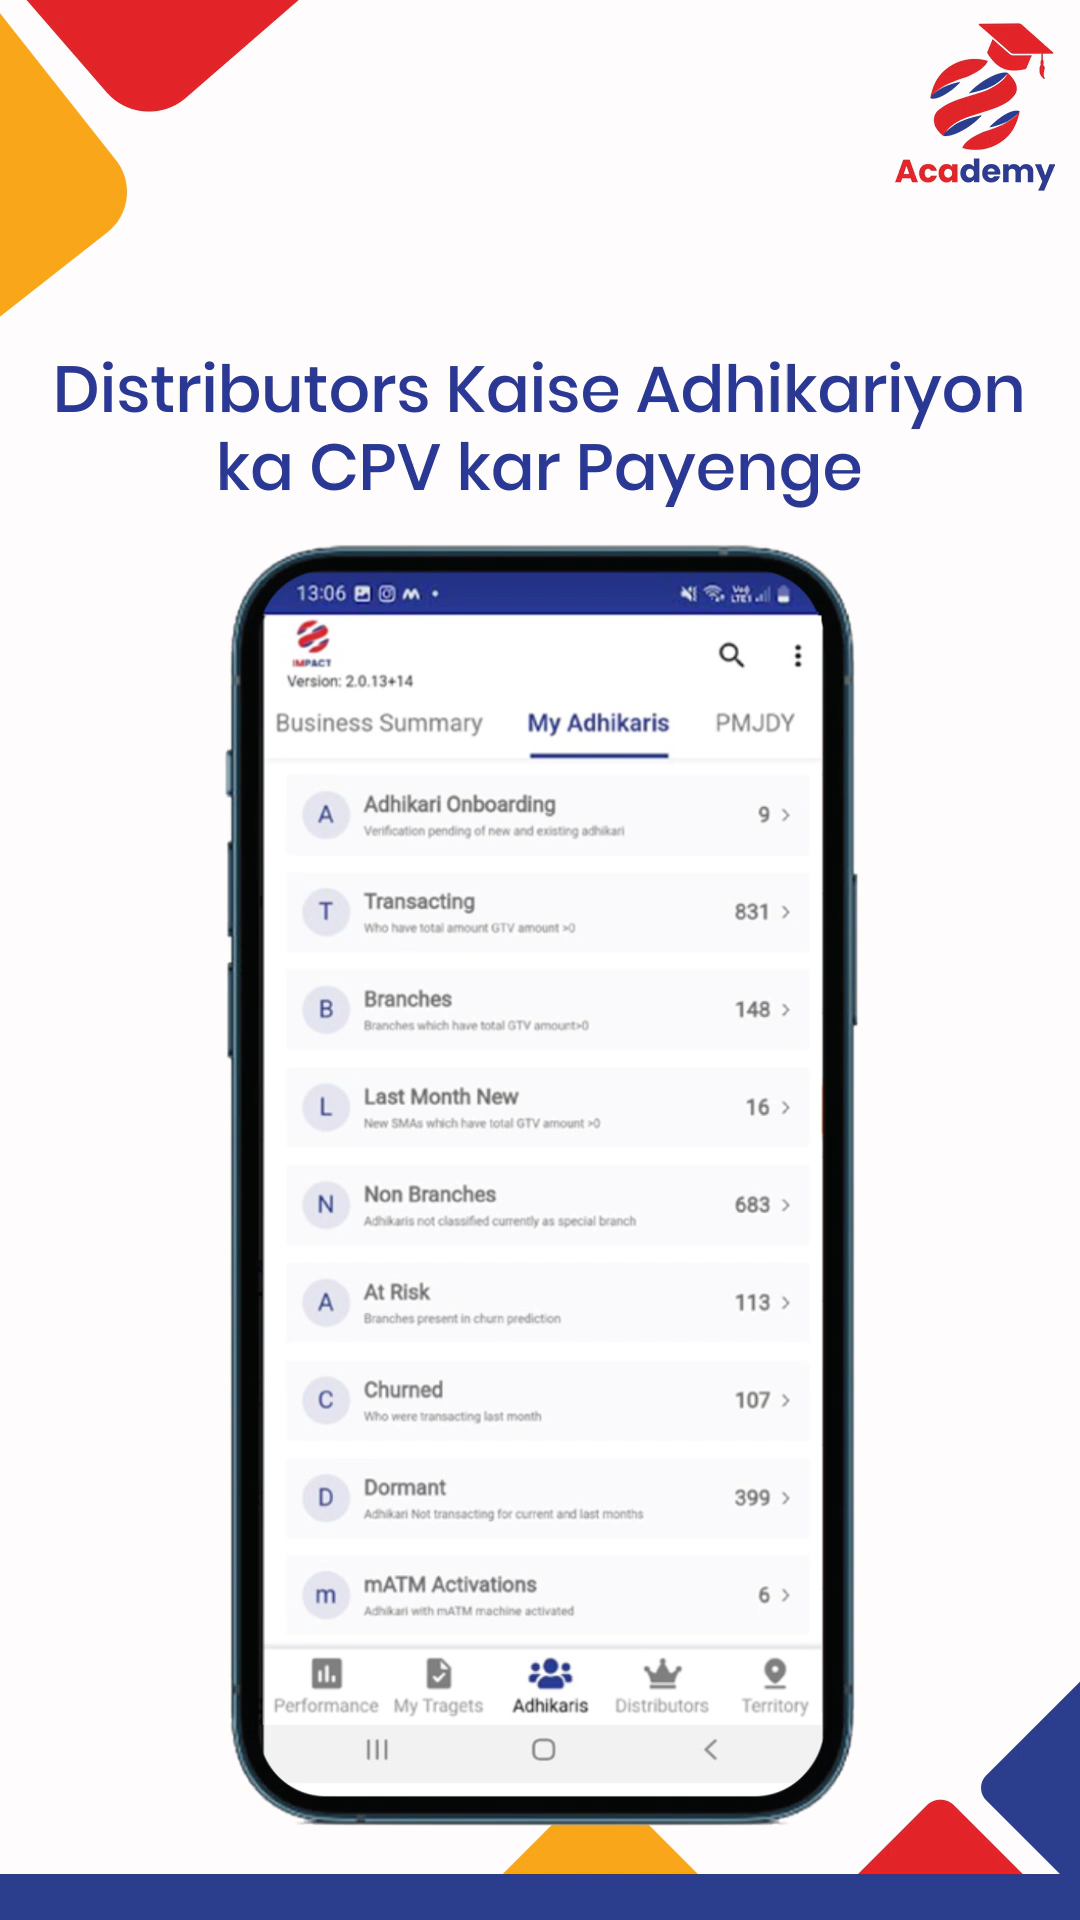 Academy
Distributors Kaise Adhikariyon
ka CPV kar Payenge
13:06
VoO LTE1
IMPACT
Version: 2.0.13+14
Business Summary My Adhikaris PMJDY
A Adhikari Onboarding 9
Verification pending of new and existing adhikari
T Transacting 831
Who have total amount GTV amount >0
B Branches 148
Branches which have total GTV amount>0
L Last Month New 16
New SMAs which have total GTV amount >0
N Non Branches 683
Adhikaris not classified currently as special branch
A At Risk 113
Branches present in churn prediction
C Churned 107
Who were transacting last month
D Dormant 399
Adhikari Not transacting for current and last months
m mATM Activations 6
Adhikari with mATM machine activated
Performance My Tragets Adhikaris Distributors Territory